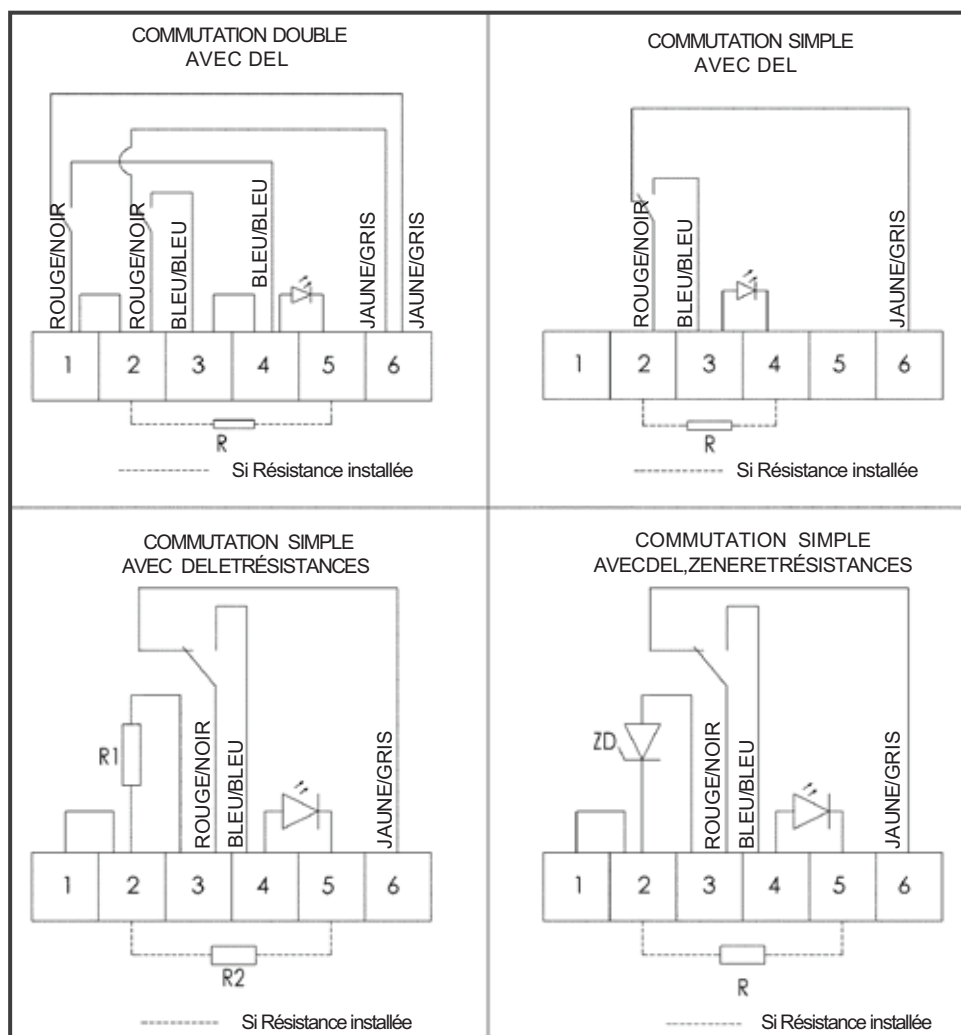 COMMUTATION DOUBLE
AVEC DEL
ROUGE/NOIR
ROUGE/NOIR
BLEU/BLEU
BLEU/BLEU
JAUNE/GRIS
JAUNE/GRIS
1 2 3 4 5 6
R
Si Résistance installée
COMMUTATION SIMPLE
AVEC DEL
ROUGE/NOIR
BLEU/BLEU
JAUNE/GRIS
1 2 3 4 5 6
R
Si Résistance installée
COMMUTATION SIMPLE
AVEC DELETRÉSISTANCES
R1
ROUGE/NOIR
BLEU/BLEU
JAUNE/GRIS
1 2 3 4 5 6
R2
Si Résistance installée
COMMUTATION SIMPLE
AVECDEL,ZENERETRÉSISTANCES
ZD
ROUGE/NOIR
BLEU/BLEU
JAUNE/GRIS
1 2 3 4 5 6
R
Si Résistance installée